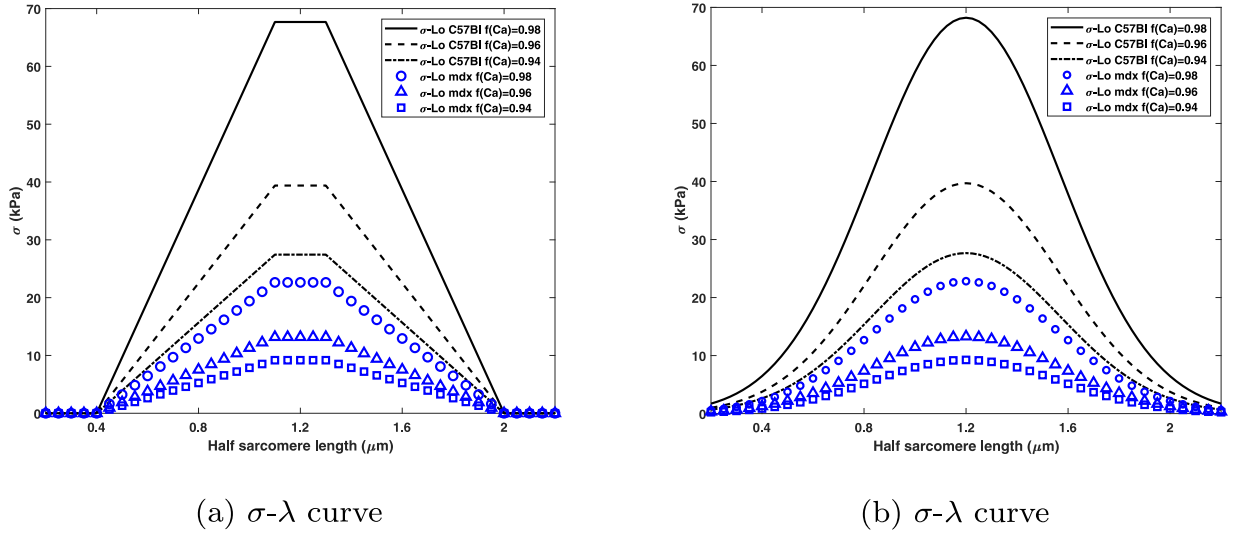 70
60
50
40
30
20
10
0
σ (kPa)
0.4
0.8
1.2
1.6
2
Half sarcomere length (μm)
σ-Lo C57Bl f(Ca)=0.98
σ-Lo C57Bl f(Ca)=0.96
σ-Lo C57Bl f(Ca)=0.94
σ-Lo mdx f(Ca)=0.98
σ-Lo mdx f(Ca)=0.96
σ-Lo mdx f(Ca)=0.94
(a) σ-λ curve
70
60
50
40
30
20
10
0
σ (kPa)
0.4
0.8
1.2
1.6
2
Half sarcomere length (μm)
σ-Lo C57Bl f(Ca)=0.98
σ-Lo C57Bl f(Ca)=0.96
σ-Lo C57Bl f(Ca)=0.94
σ-Lo mdx f(Ca)=0.98
σ-Lo mdx f(Ca)=0.96
σ-Lo mdx f(Ca)=0.94
(b) σ-λ curve